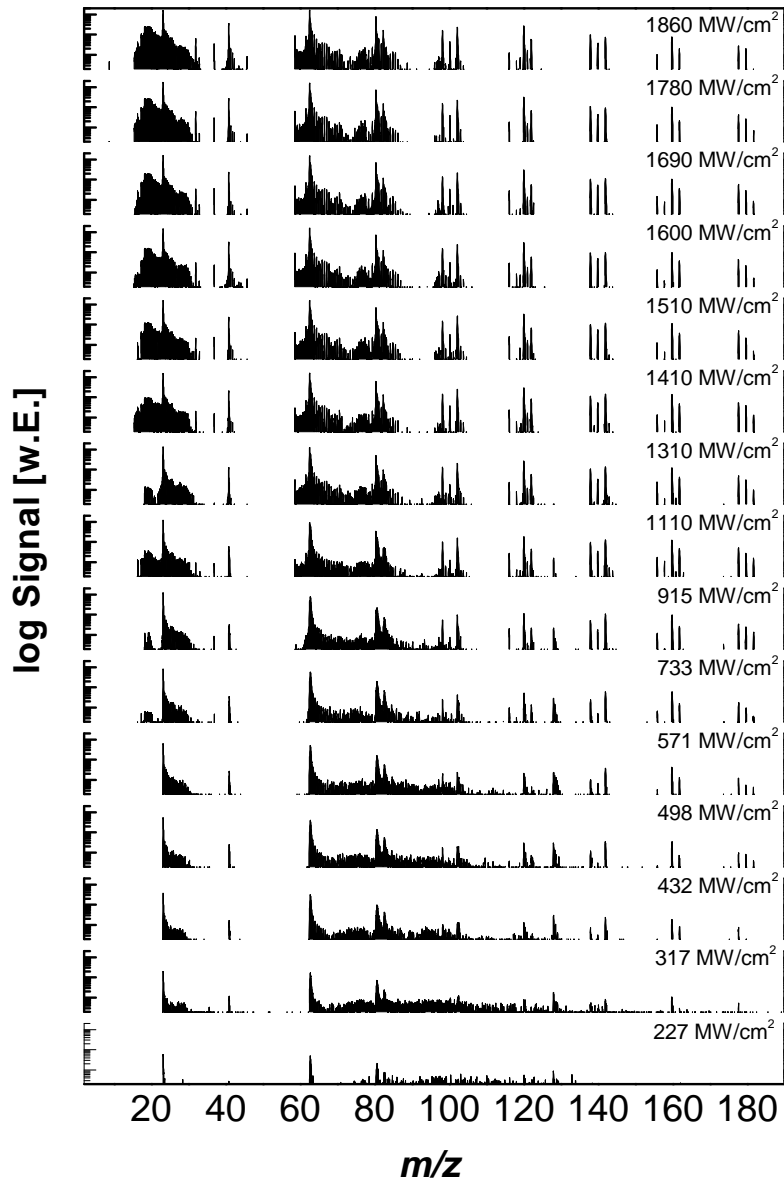 1860 MW/cm²
1780 MW/cm²
1690 MW/cm²
1600 MW/cm²
1510 MW/cm²
1410 MW/cm²
1310 MW/cm²
1110 MW/cm²
915 MW/cm²
733 MW/cm²
571 MW/cm²
498 MW/cm²
432 MW/cm²
317 MW/cm²
227 MW/cm²
log Signal [w.E.]
20 40 60 80 100 120 140 160 180
m/z